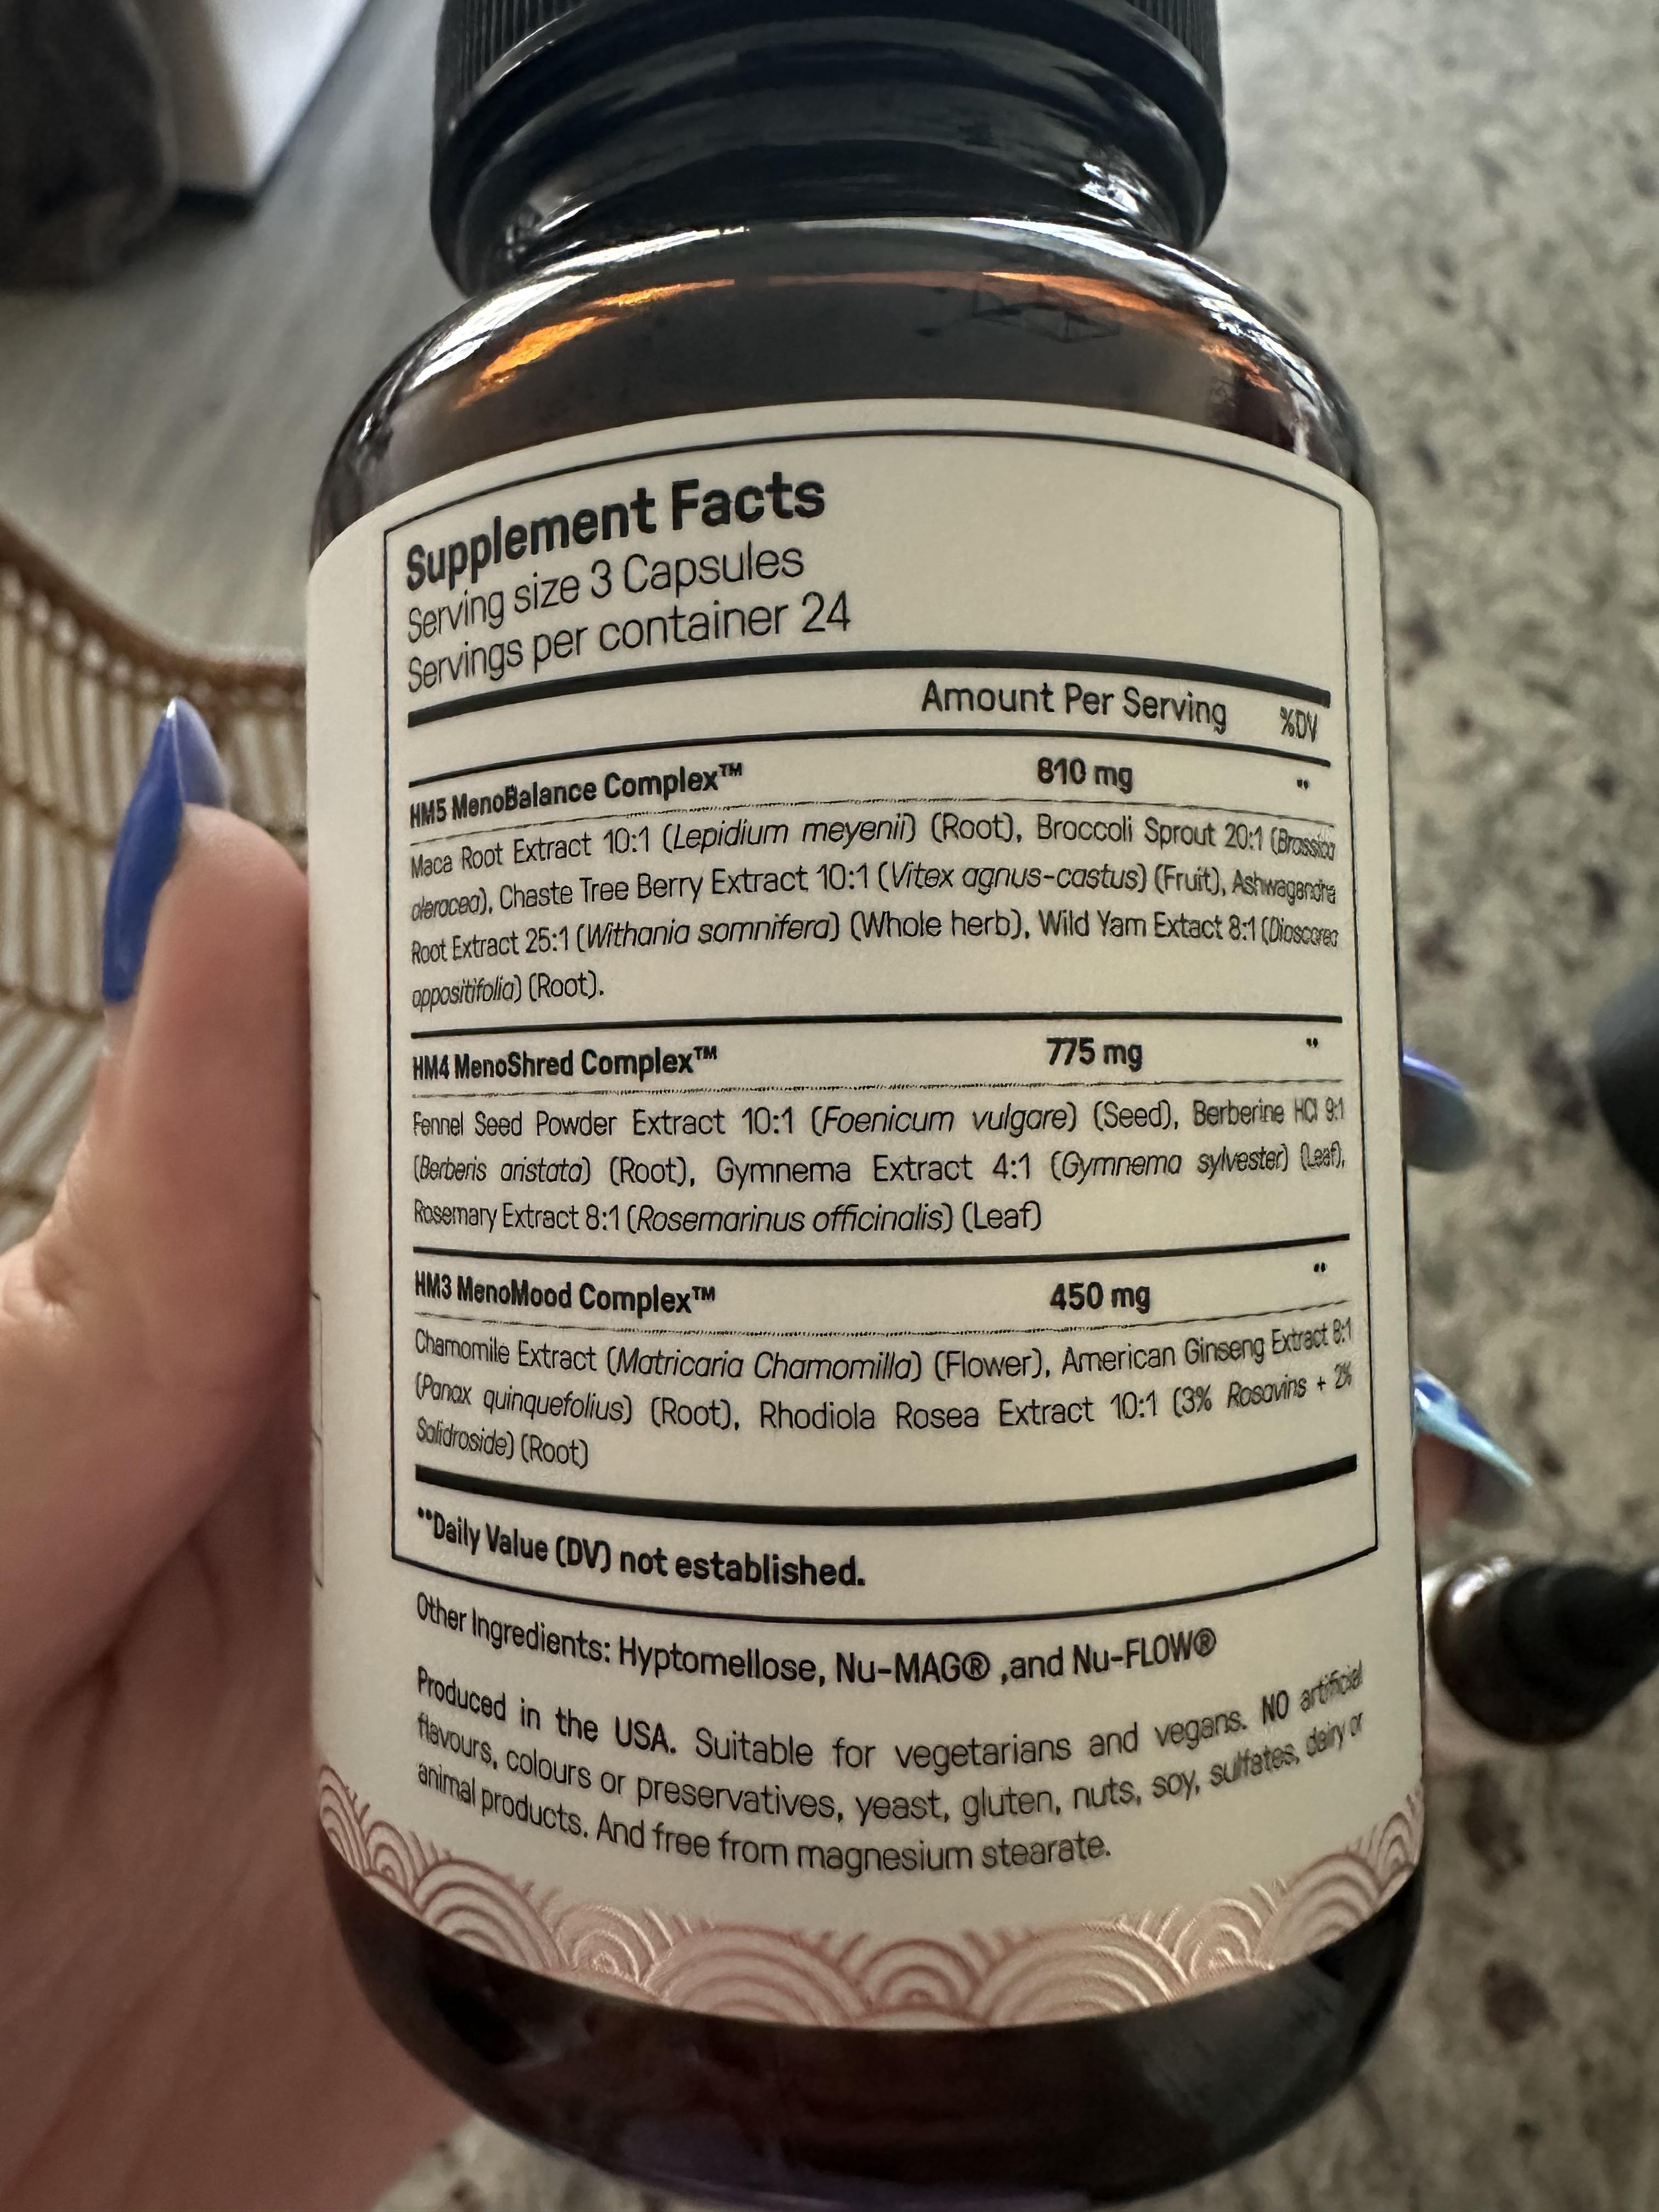 Supplement Facts
Serving size 3 Capsules
Servings per container 24
Amount Per Serving %DV
HM5 MenoBalance Complex™ 810 mg **
Maca Root Extract 10:1 (Lepidium meyenii) (Root), Broccoli Sprout 20:1 (Brassica
oleracea), Chaste Tree Berry Extract 10:1 (Vitex agnus-castus) (Fruit), Ashwagandha
Root Extract 25:1 (Withania somnifera) (Whole herb), Wild Yam Extact 8:1 (Dioscorea
oppositifolia) (Root).
HM4 MenoShred Complex™ 775 mg **
Fennel Seed Powder Extract 10:1 (Foenicum vulgare) (Seed), Berberine HCl 9:1
(Berberis aristata) (Root), Gymnema Extract 4:1 (Gymnema sylvester) (Leaf),
Rosemary Extract 8:1 (Rosemarinus officinalis) (Leaf)
HM3 MenoMood Complex™ 450 mg **
Chamomile Extract (Matricaria Chamomilla) (Flower), American Ginseng Extract 8:1
(Panax quinquefolius) (Root), Rhodiola Rosea Extract 10:1 (3% Rosavins + 2%
Salidroside) (Root)
**Daily Value (DV) not established.
Other Ingredients: Hyptomellose, Nu-MAG® ,and Nu-FLOW®
Produced in the USA. Suitable for vegetarians and vegans. NO artificial
flavours, colours or preservatives, yeast, gluten, nuts, soy, sulfates, dairy or
animal products. And free from magnesium stearate.